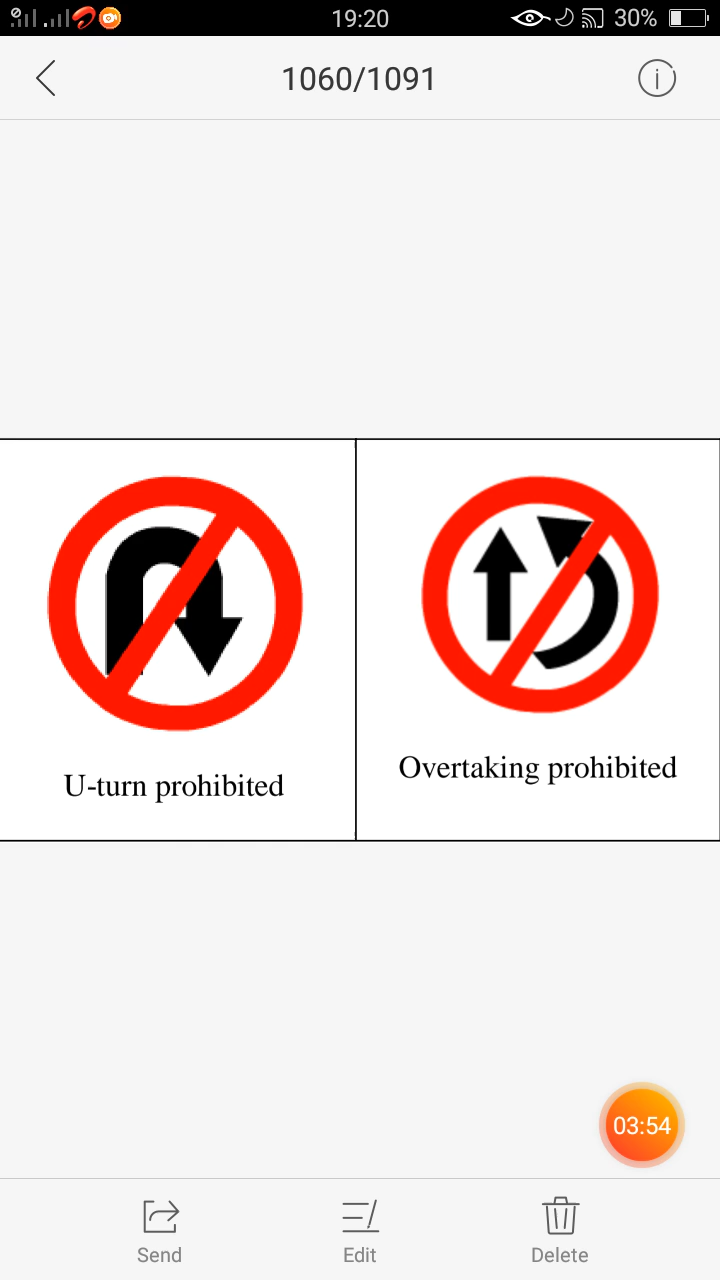 19:20
30%
1060/1091
U-turn prohibited
Overtaking prohibited
03:54
Send
Edit
Delete